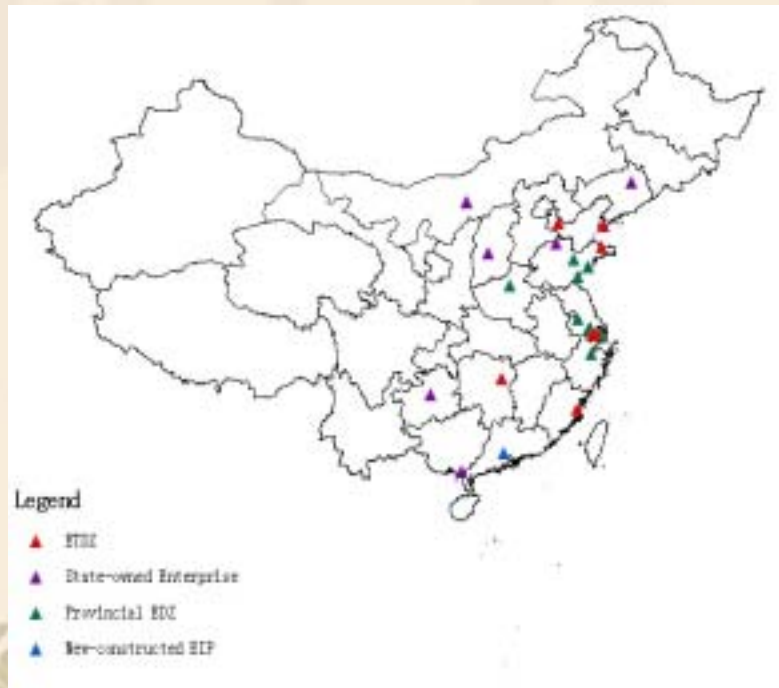 Legend
ETDZ
State-owned Enterprise
Provincial EDZ
New-constructed EIP